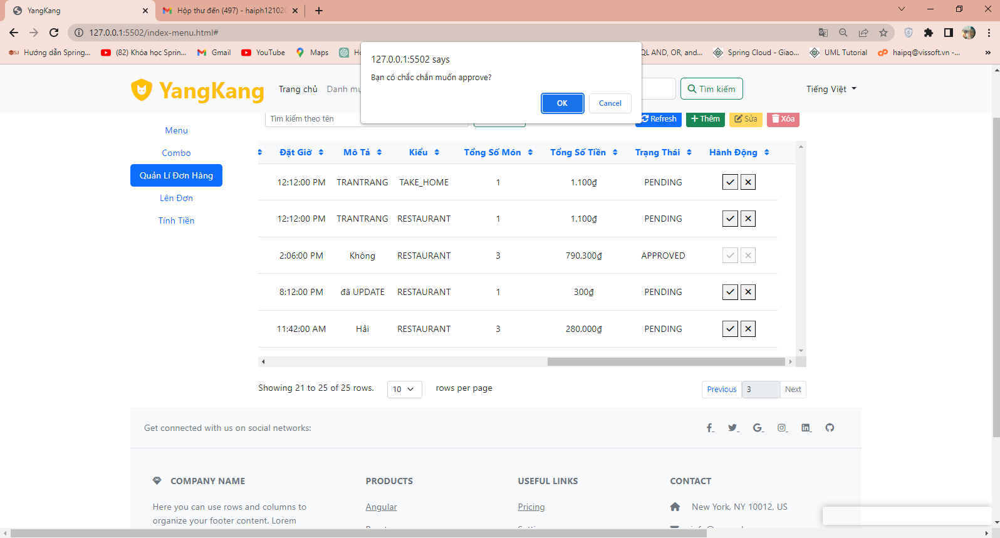 YangKang
Hộp thư đến (497) - haiph12102
127.0.0.1:5502/index-menu.html#
Hướng dẫn Spring...
(82) Khóa học Sprin...
Gmail
YouTube
Maps
QL AND, OR, and...
Spring Cloud - Giao...
UML Tutorial
haipq@vissoft.vn -...
»
127.0.0.1:5502 says
Bạn có chắc chắn muốn approve?
OK
Cancel
YangKang
Trang chủ
Danh mụ
Tìm kiếm
Tiếng Việt
Tìm kiếm theo tên
Refresh
Thêm
Sửa
Xóa
Menu
Combo
Quản Lí Đơn Hàng
Lên Đơn
Tính Tiền
Đặt Giờ Mô Tả Kiểu Tổng Số Món Tổng Số Tiền Trạng Thái Hành Động
12:12:00 PM TRANTRANG TAKE_HOME 1 1.100₫ PENDING
12:12:00 PM TRANTRANG RESTAURANT 1 1.100₫ PENDING
2:06:00 PM Không RESTAURANT 3 790.300₫ APPROVED
8:12:00 PM đã UPDATE RESTAURANT 1 300₫ PENDING
11:42:00 AM Hải RESTAURANT 3 280.000₫ PENDING
Showing 21 to 25 of 25 rows. 10 rows per page
Previous 3 Next
Get connected with us on social networks:
COMPANY NAME
Here you can use rows and columns to
organize your footer content. Lorem
PRODUCTS
Angular
USEFUL LINKS
Pricing
CONTACT
New York, NY 10012, US